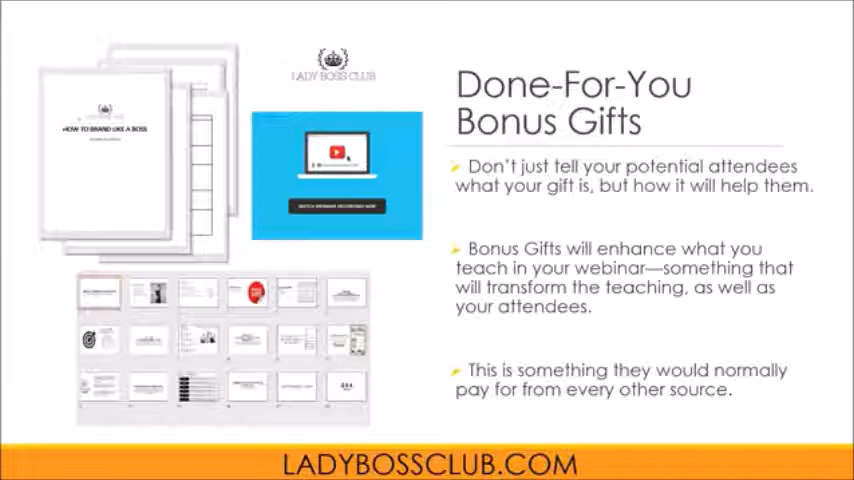 LADY BOSS CLUB
HOW TO BRAND LIKE A BOSS
WATCH WEBINAR RECORDING NOW
Q&A
Done-For-You
Bonus Gifts
Don't just tell your potential attendees
what your gift is, but how it will help them.
Bonus Gifts will enhance what you
teach in your webinar—something that
will transform the teaching, as well as
your attendees.
This is something they would normally
pay for from every other source.
LADYBOSSCLUB.COM